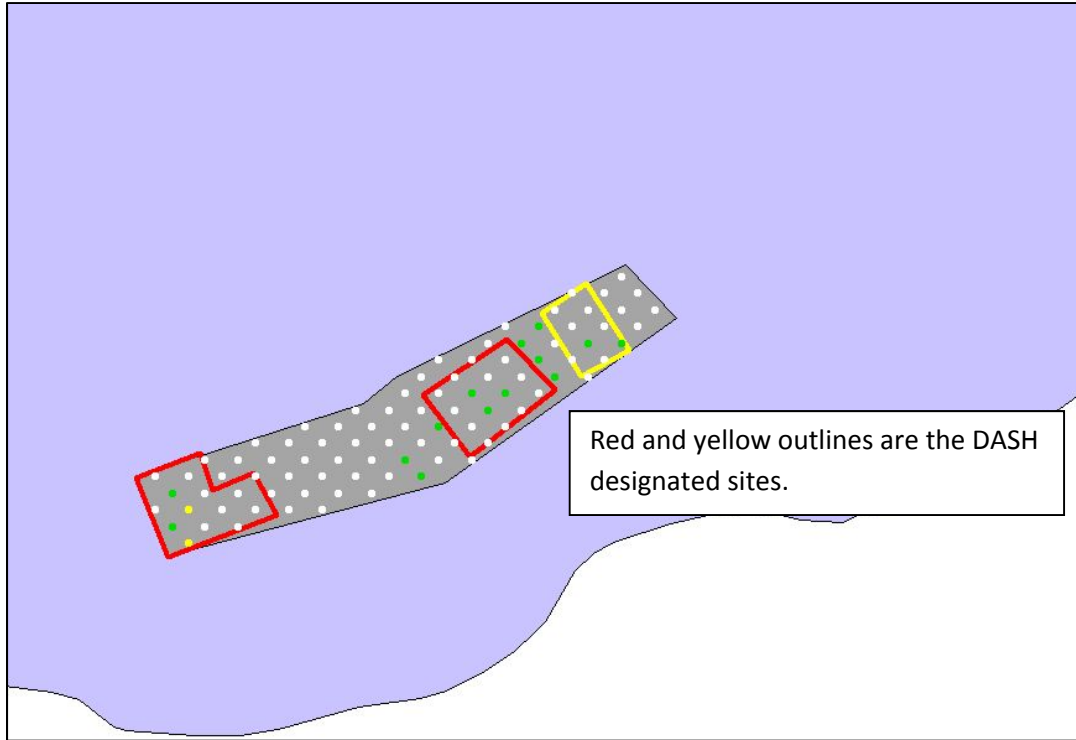 Red and yellow outlines are the DASH
designated sites.